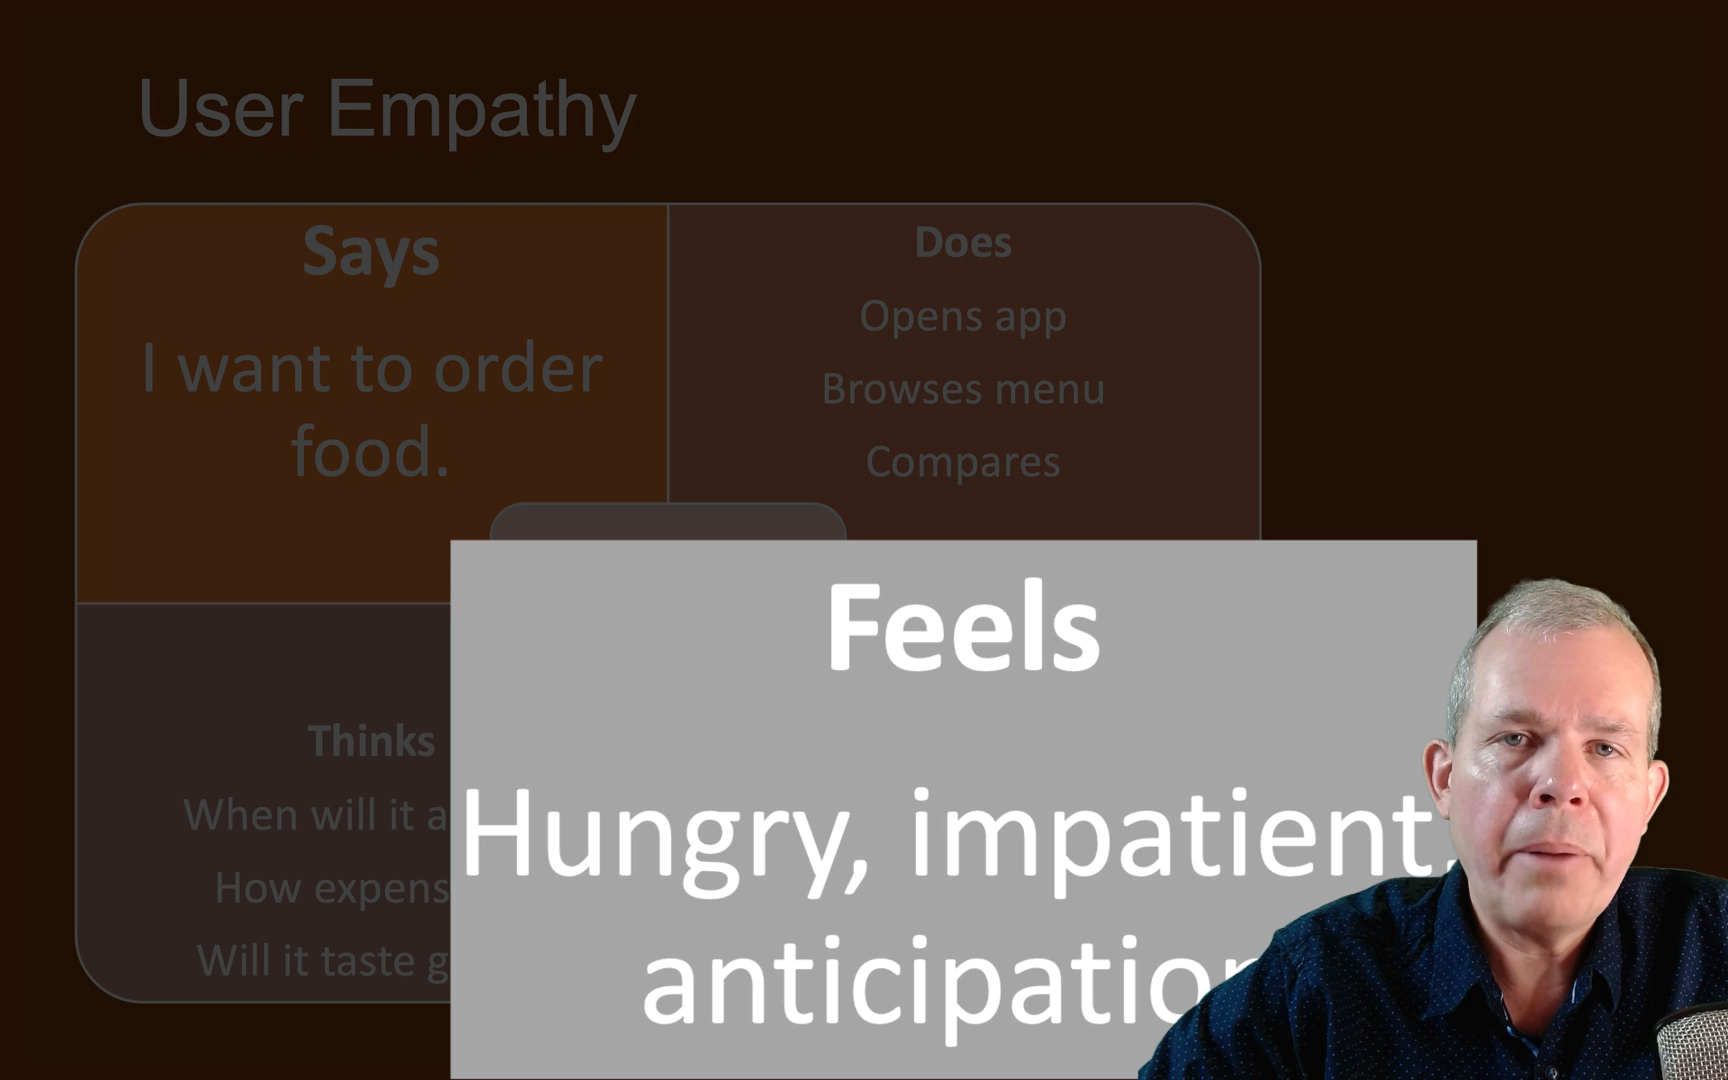 User Empathy
Says
I want to order
food.
Does
Opens app
Browses menu
Compares
Thinks
When will it a
How expens
Will it taste g
Feels
Hungry, impatient,
anticipatio